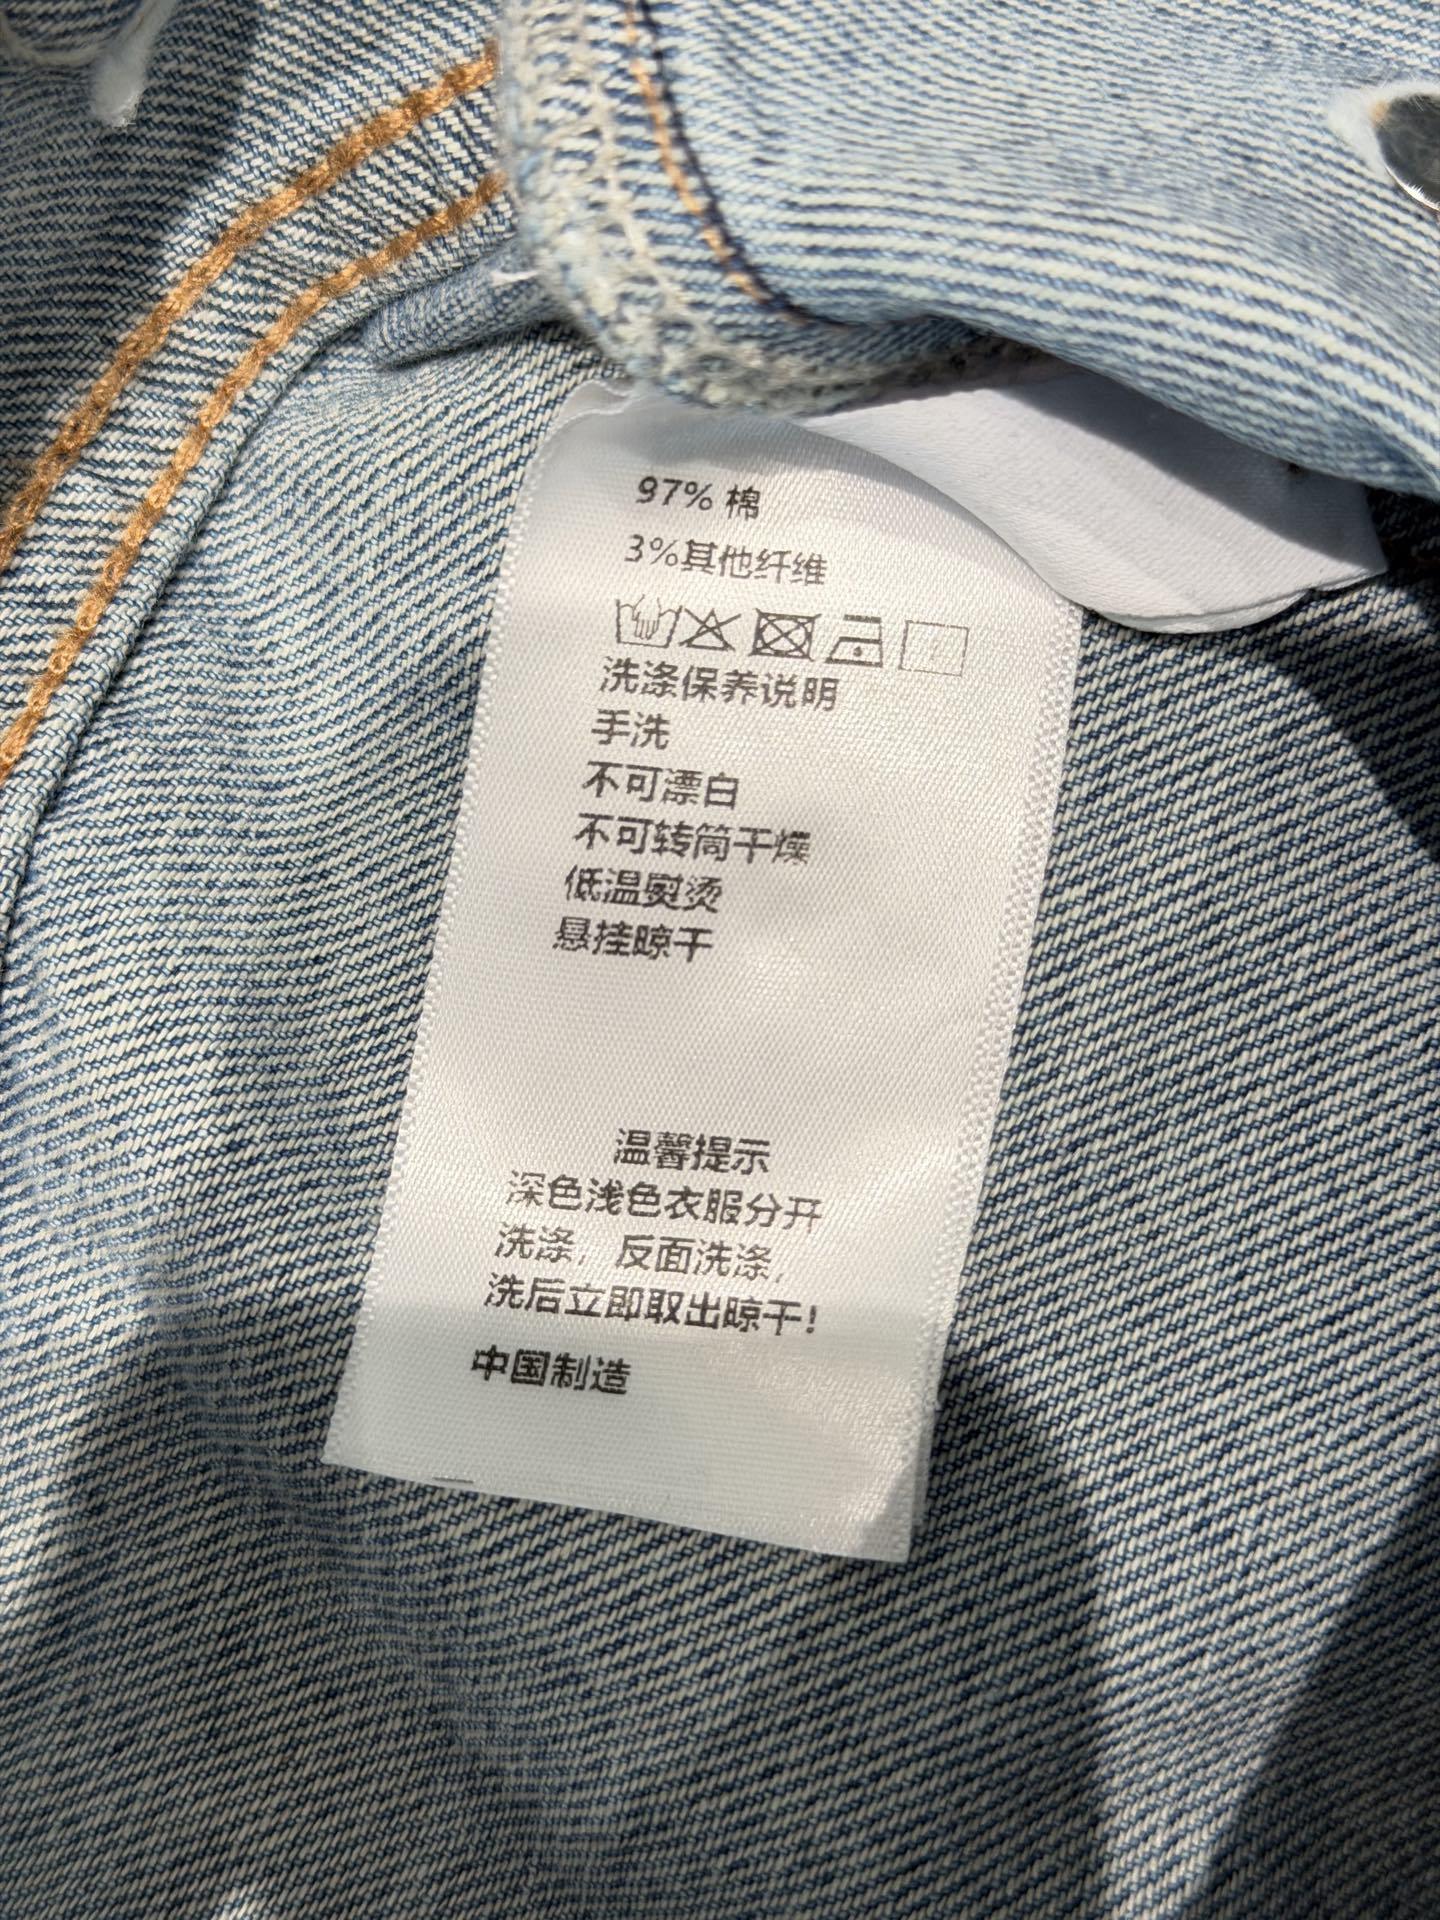 97% 棉
3%其他纤维
洗涤保养说明
手洗
不可漂白
不可转筒干燥
低温熨烫
悬挂晾干
温馨提示
深色浅色衣服分开
洗涤，反面洗涤，
洗后立即取出晾干！
中国制造